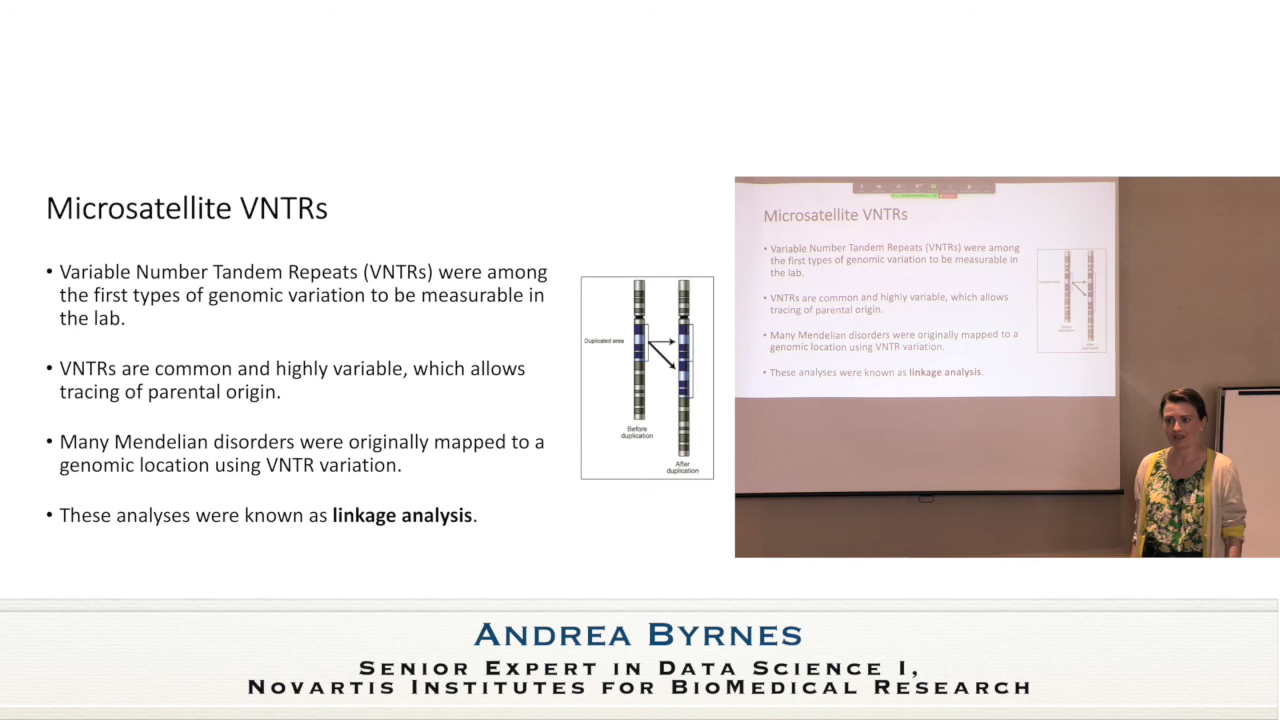 Microsatellite VNTRs
• Variable Number Tandem Repeats (VNTRs) were among
the first types of genomic variation to be measurable in
the lab.
• VNTRs are common and highly variable, which allows
tracing of parental origin.
• Many Mendelian disorders were originally mapped to a
genomic location using VNTR variation.
• These analyses were known as linkage analysis.
Duplicated area
Before
duplication
After
duplication
Microsatellite VNTRs
• Variable Number Tandem Repeats (VNTRs) were among
the first types of genomic variation to be measurable in
the lab.
• VNTRs are common and highly variable, which allows
tracing of parental origin.
• Many Mendelian disorders were originally mapped to a
genomic location using VNTR variation.
• These analyses were known as linkage analysis.
ANDREA BYRNES
SENIOR EXPERT IN DATA SCIENCE I,
NOVARTIS INSTITUTES FOR BIOMEDICAL RESEARCH